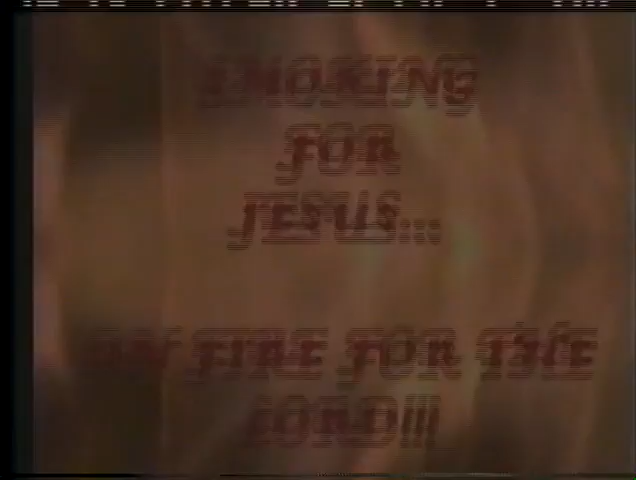 SMOKING
FOR
JESUS...
ON FIRE FOR THE
LORD!!!